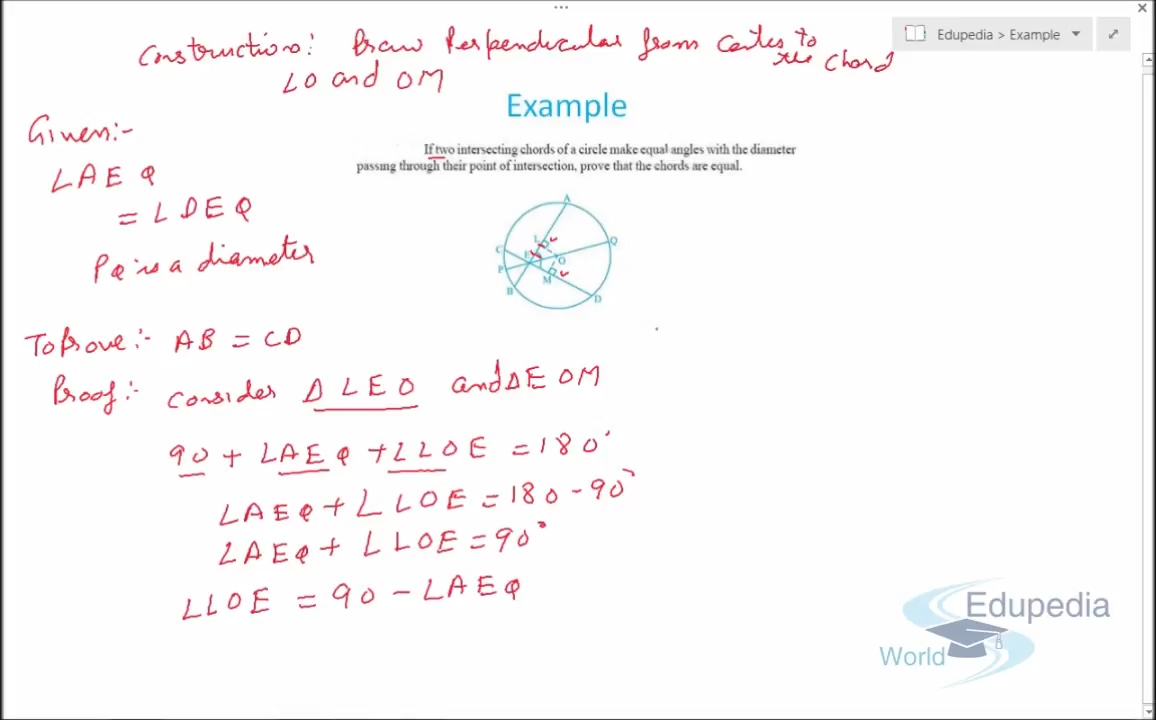 Construction: Draw Perpendicular from centre to
the chord
LO and OM
Edupedia > Example
Example
Given:-
∠AEQ
= ∠DEQ
PQ is a diameter
If two intersecting chords of a circle make equal angles with the diameter
passing through their point of intersection, prove that the chords are equal.
A
L
Q
C
E
O
P
M
B
D
To Prove:- AB = CD
Proof:- Consider Δ LEO and Δ EOM
90 + ∠AEQ + ∠LOE = 180°
∠AEQ + ∠LOE = 180 - 90°
∠AEQ + ∠LOE = 90°
∠LOE = 90 - ∠AEQ
Edupedia
World